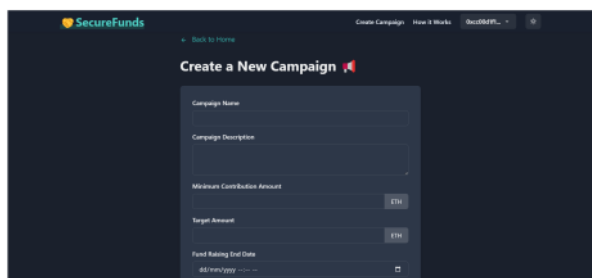 SecureFunds
Create Campaign How it Works
← Back to Home
Create a New Campaign
Campaign Name
Campaign Description
Minimum Contribution Amount
ETH
Target Amount
ETH
Fund Raising End Date
dd/mm/yyyy --:-- --